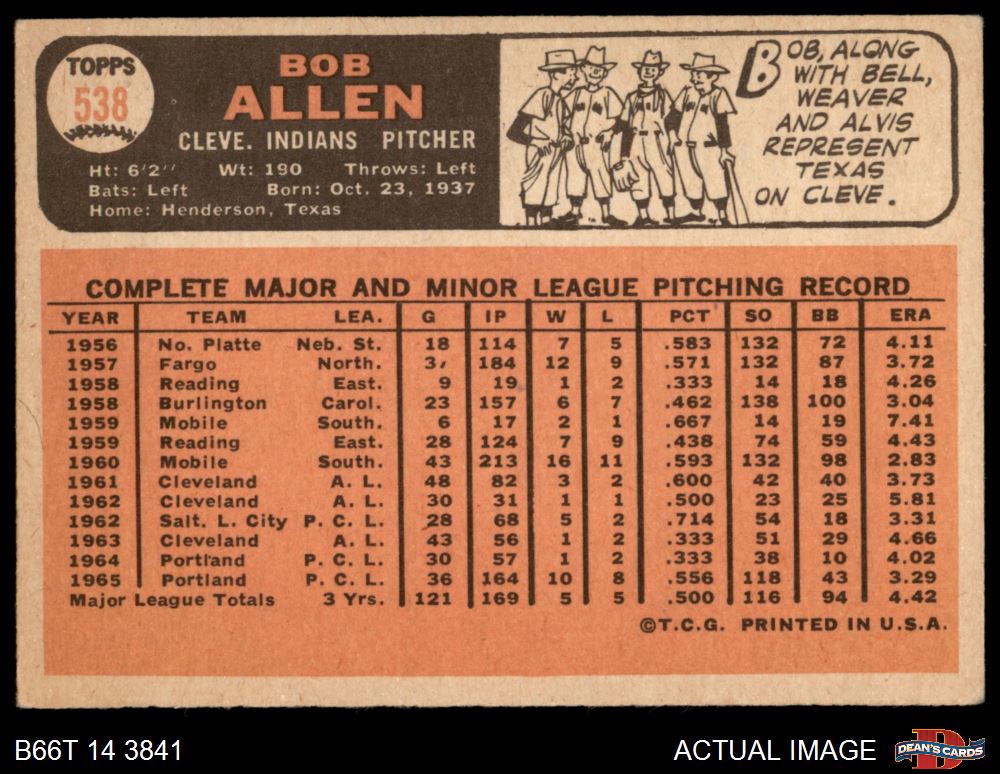 TOPPS
538
BOB
ALLEN
CLEVE. INDIANS PITCHER
Ht: 6'2'' Wt: 190 Throws: Left
Bats: Left Born: Oct. 23, 1937
Home: Henderson, Texas
BOB, ALONG
WITH BELL,
WEAVER
AND ALVIS
REPRESENT
TEXAS
ON CLEVE.
COMPLETE MAJOR AND MINOR LEAGUE PITCHING RECORD
YEAR TEAM LEA. G IP W L PCT SO BB ERA
1956 No. Platte Neb. St. 18 114 7 5 .583 132 72 4.11
1957 Fargo North. 184 12 9 .571 132 87 3.72
1958 Reading East. 9 19 1 2 .333 14 18 4.26
1958 Burlington Carol. 23 157 6 7 .462 138 100 3.04
1959 Mobile South. 6 17 2 1 .667 14 19 7.41
1959 Reading East. 28 124 7 9 .438 74 59 4.43
1960 Mobile South. 43 213 16 11 .593 132 98 2.83
1961 Cleveland A. L. 48 82 3 2 .600 42 40 3.73
1962 Cleveland A. L. 30 31 1 1 .500 23 25 5.81
1962 Salt. L. City P. C. L. 28 68 5 2 .714 54 18 3.31
1963 Cleveland A. L. 43 56 1 2 .333 51 29 4.66
1964 Portland P. C. L. 30 57 1 2 .333 38 10 4.02
1965 Portland P. C. L. 36 164 10 8 .556 118 43 3.29
Major League Totals 3 Yrs. 121 169 5 5 .500 116 94 4.42
©T.C.G. PRINTED IN U.S.A.
B66T 14 3841 ACTUAL IMAGE DEAN'S CARDS